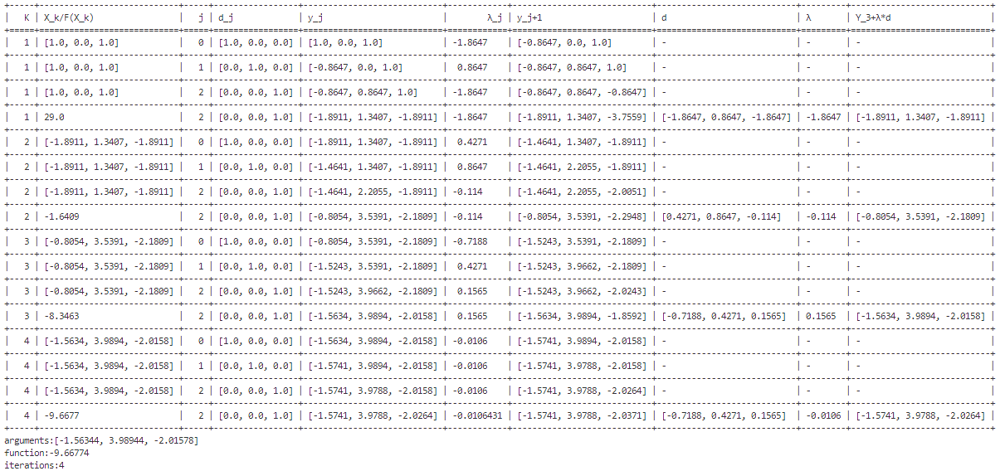 | K | X_k/F(X_k) | j | d_j | y_j | λ_j | y_j+1 | d | λ | Y_3+λ*d |
| 1 | [1.0, 0.0, 1.0] | 0 | [1.0, 0.0, 0.0] | [1.0, 0.0, 1.0] | -1.8647 | [-0.8647, 0.0, 1.0] | - | - | - |
| 1 | [1.0, 0.0, 1.0] | 1 | [0.0, 1.0, 0.0] | [-0.8647, 0.0, 1.0] | 0.8647 | [-0.8647, 0.8647, 1.0] | - | - | - |
| 1 | [1.0, 0.0, 1.0] | 2 | [0.0, 0.0, 1.0] | [-0.8647, 0.8647, 1.0] | -1.8647 | [-0.8647, 0.8647, -0.8647] | - | - | - |
| 1 | 29.0 | 2 | [0.0, 0.0, 1.0] | [-1.8911, 1.3407, -1.8911] | -1.8647 | [-1.8911, 1.3407, -3.7559] | [-1.8647, 0.8647, -1.8647] | -1.8647 | [-1.8911, 1.3407, -1.8911] |
| 2 | [-1.8911, 1.3407, -1.8911] | 0 | [1.0, 0.0, 0.0] | [-1.8911, 1.3407, -1.8911] | 0.4271 | [-1.4641, 1.3407, -1.8911] | - | - | - |
| 2 | [-1.8911, 1.3407, -1.8911] | 1 | [0.0, 1.0, 0.0] | [-1.4641, 1.3407, -1.8911] | 0.8647 | [-1.4641, 2.2055, -1.8911] | - | - | - |
| 2 | [-1.8911, 1.3407, -1.8911] | 2 | [0.0, 0.0, 1.0] | [-1.4641, 2.2055, -1.8911] | -0.114 | [-1.4641, 2.2055, -2.0051] | - | - | - |
| 2 | -1.6409 | 2 | [0.0, 0.0, 1.0] | [-0.8054, 3.5391, -2.1809] | -0.114 | [-0.8054, 3.5391, -2.2948] | [0.4271, 0.8647, -0.114] | -0.114 | [-0.8054, 3.5391, -2.1809] |
| 3 | [-0.8054, 3.5391, -2.1809] | 0 | [1.0, 0.0, 0.0] | [-0.8054, 3.5391, -2.1809] | -0.7188 | [-1.5243, 3.5391, -2.1809] | - | - | - |
| 3 | [-0.8054, 3.5391, -2.1809] | 1 | [0.0, 1.0, 0.0] | [-1.5243, 3.5391, -2.1809] | 0.4271 | [-1.5243, 3.9662, -2.1809] | - | - | - |
| 3 | [-0.8054, 3.5391, -2.1809] | 2 | [0.0, 0.0, 1.0] | [-1.5243, 3.9662, -2.1809] | 0.1565 | [-1.5243, 3.9662, -2.0243] | - | - | - |
| 3 | -8.3463 | 2 | [0.0, 0.0, 1.0] | [-1.5634, 3.9894, -2.0158] | 0.1565 | [-1.5634, 3.9894, -1.8592] | [-0.7188, 0.4271, 0.1565] | 0.1565 | [-1.5634, 3.9894, -2.0158] |
| 4 | [-1.5634, 3.9894, -2.0158] | 0 | [1.0, 0.0, 0.0] | [-1.5634, 3.9894, -2.0158] | -0.0106 | [-1.5741, 3.9894, -2.0158] | - | - | - |
| 4 | [-1.5634, 3.9894, -2.0158] | 1 | [0.0, 1.0, 0.0] | [-1.5741, 3.9894, -2.0158] | -0.0106 | [-1.5741, 3.9788, -2.0158] | - | - | - |
| 4 | [-1.5634, 3.9894, -2.0158] | 2 | [0.0, 0.0, 1.0] | [-1.5741, 3.9788, -2.0158] | -0.0106 | [-1.5741, 3.9788, -2.0264] | - | - | - |
| 4 | -9.6677 | 2 | [0.0, 0.0, 1.0] | [-1.5741, 3.9788, -2.0264] | -0.0106431 | [-1.5741, 3.9788, -2.0371] | [-0.7188, 0.4271, 0.1565] | -0.0106 | [-1.5741, 3.9788, -2.0264] |
arguments:[-1.56344, 3.98944, -2.01578]
function:-9.66774
iterations:4